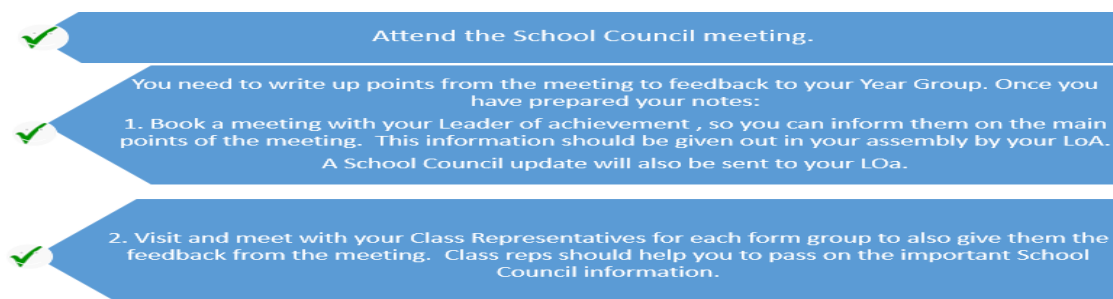 Attend the School Council meeting.
You need to write up points from the meeting to feedback to your Year Group. Once you
have prepared your notes:
1. Book a meeting with your Leader of achievement , so you can inform them on the main
points of the meeting.  This information should be given out in your assembly by your LoA.
A School Council update will also be sent to your LOa.
2. Visit and meet with your Class Representatives for each form group to also give them the
feedback from the meeting.  Class reps should help you to pass on the important School
Council information.